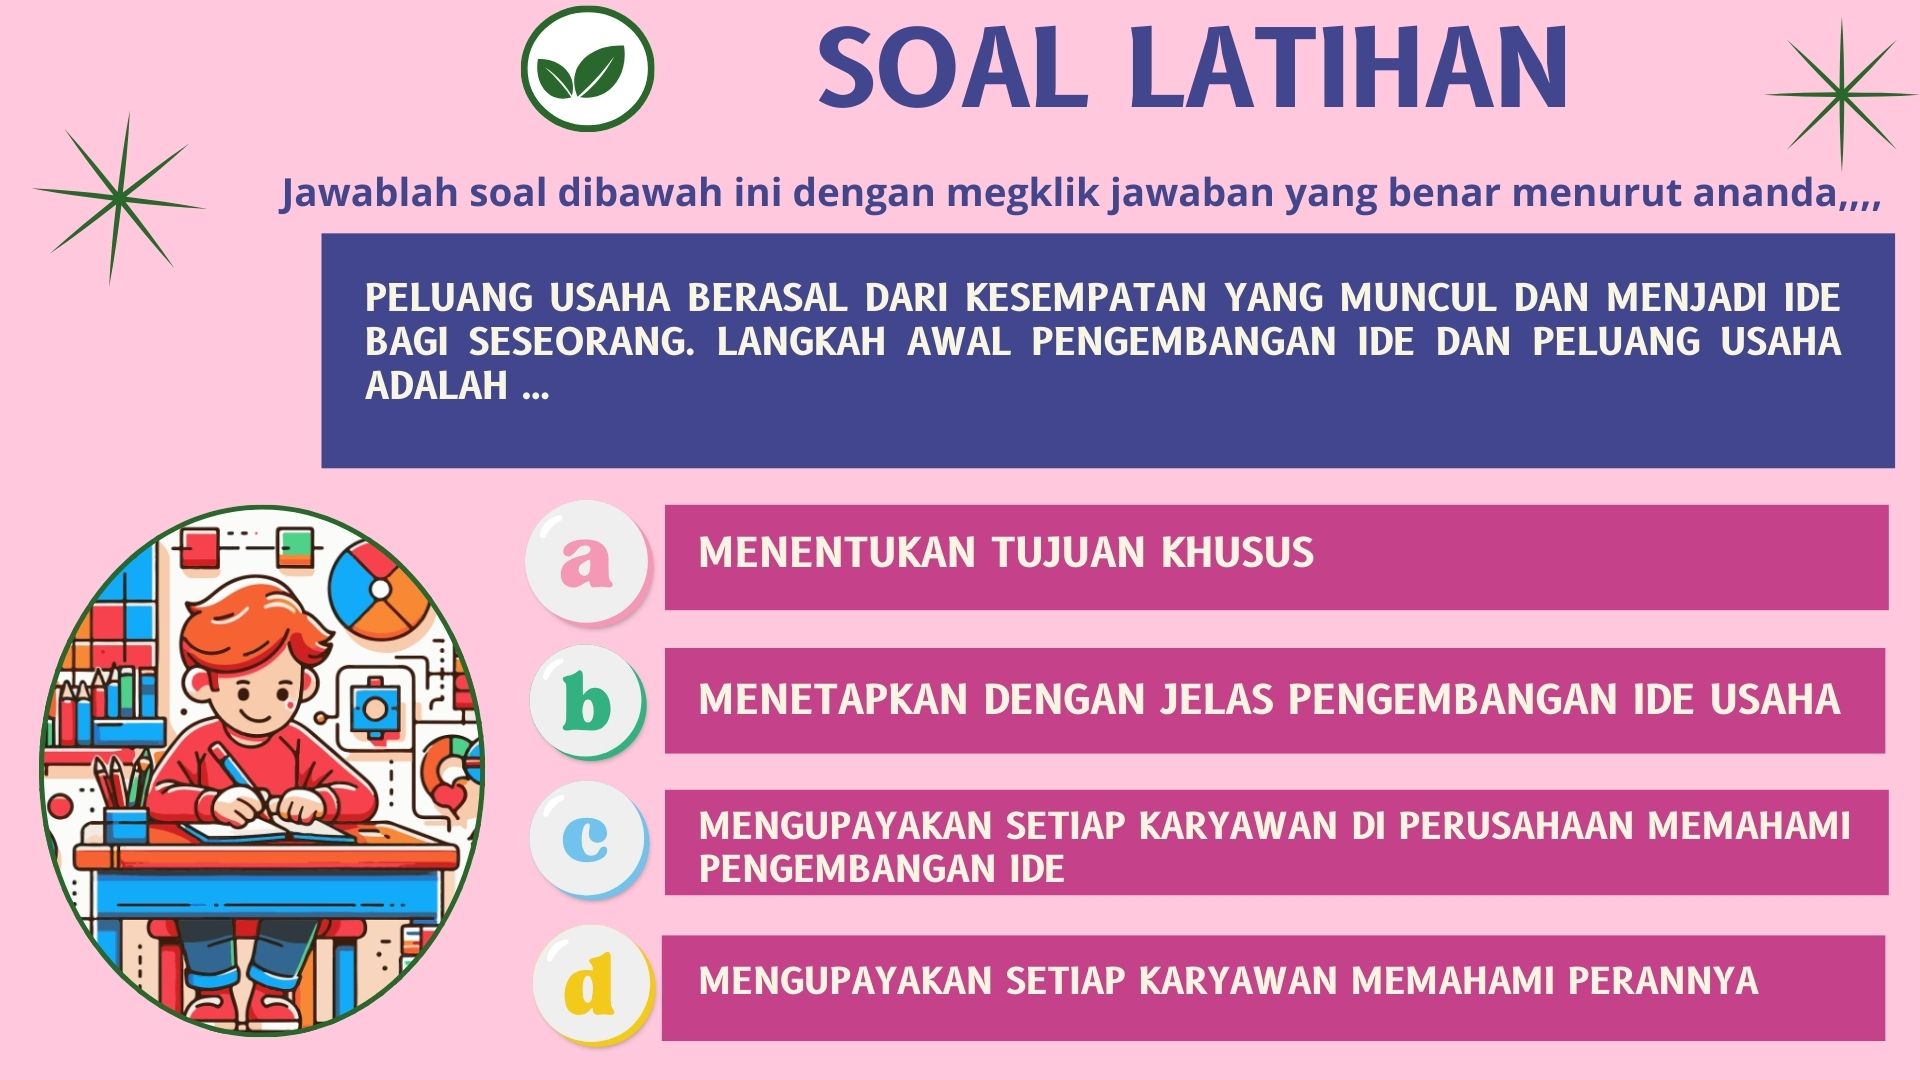 SOAL LATIHAN
Jawablah soal dibawah ini dengan megklik jawaban yang benar menurut ananda,,,,
PELUANG USAHA BERASAL DARI KESEMPATAN YANG MUNCUL DAN MENJADI IDE
BAGI SESEORANG. LANGKAH AWAL PENGEMBANGAN IDE DAN PELUANG USAHA
ADALAH ...
a
MENENTUKAN TUJUAN KHUSUS
b
MENETAPKAN DENGAN JELAS PENGEMBANGAN IDE USAHA
c
MENGUPAYAKAN SETIAP KARYAWAN DI PERUSAHAAN MEMAHAMI
PENGEMBANGAN IDE
d
MENGUPAYAKAN SETIAP KARYAWAN MEMAHAMI PERANNYA